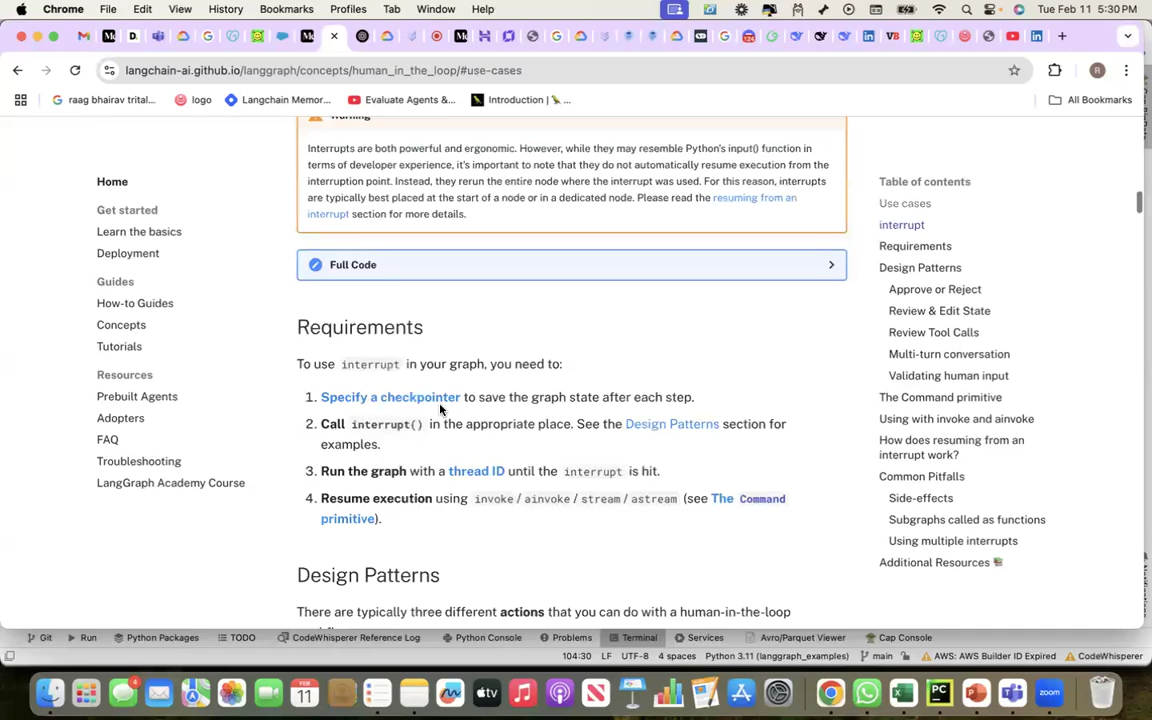 Chrome File Edit View History Bookmarks Profiles Tab Window Help Tue Feb 11 5:30 PM
langchain-ai.github.io/langgraph/concepts/human_in_the_loop/#use-cases R
raag bhairav trital... logo Langchain Memor... Evaluate Agents &... Introduction | 🦜... All Bookmarks
Interrupts are both powerful and ergonomic. However, while they may resemble Python's input() function in
terms of developer experience, it's important to note that they do not automatically resume execution from the
interruption point. Instead, they rerun the entire node where the interrupt was used. For this reason, interrupts
are typically best placed at the start of a node or in a dedicated node. Please read the resuming from an
interrupt section for more details.
Full Code
Requirements
To use interrupt in your graph, you need to:
1. Specify a checkpointer to save the graph state after each step.
2. Call interrupt() in the appropriate place. See the Design Patterns section for
examples.
3. Run the graph with a thread ID until the interrupt is hit.
4. Resume execution using invoke / ainvoke / stream / astream (see The Command
primitive).
Design Patterns
There are typically three different actions that you can do with a human-in-the-loop
Home
Get started
Learn the basics
Deployment
Guides
How-to Guides
Concepts
Tutorials
Resources
Prebuilt Agents
Adopters
FAQ
Troubleshooting
LangGraph Academy Course
Table of contents
Use cases
interrupt
Requirements
Design Patterns
Approve or Reject
Review & Edit State
Review Tool Calls
Multi-turn conversation
Validating human input
The Command primitive
Using with invoke and ainvoke
How does resuming from an
interrupt work?
Common Pitfalls
Side-effects
Subgraphs called as functions
Using multiple interrupts
Additional Resources 📚
Git Run Python Packages TODO CodeWhisperer Reference Log Python Console Problems Terminal Services Avro/Parquet Viewer Cap Console
104:30 LF UTF-8 4 spaces Python 3.11 (langgraph_examples) main AWS: AWS Builder ID Expired CodeWhisperer
4 FEB 11 PC zoom